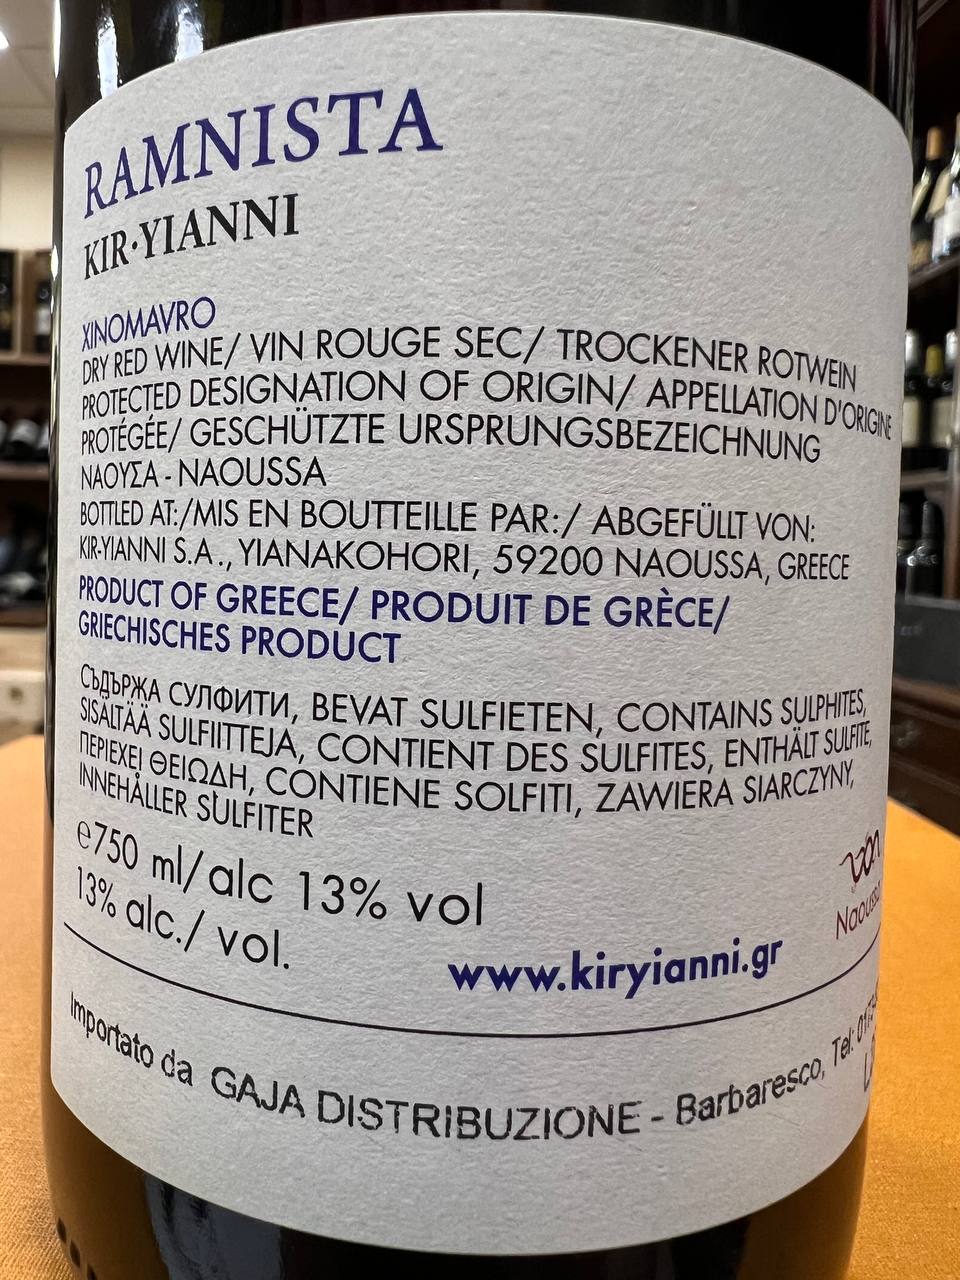 RAMNISTA
KIR·YIANNI
XINOMAVRO
DRY RED WINE/ VIN ROUGE SEC/ TROCKENER ROTWEIN
PROTECTED DESIGNATION OF ORIGIN/ APPELLATION D'ORIGINE
PROTÉGÉE/ GESCHÜTZTE URSPRUNGSBEZEICHNUNG
ΝΑΟΥΣΑ - NAOUSSA
BOTTLED AT:/MIS EN BOUTTEILLE PAR:/ ABGEFÜLLT VON:
KIR-YIANNI S.A., YIANAKOHORI, 59200 NAOUSSA, GREECE
PRODUCT OF GREECE/ PRODUIT DE GRÈCE/
GRIECHISCHES PRODUCT
СЪДЪРЖА СУЛФИТИ, BEVAT SULFIETEN, CONTAINS SULPHITES,
SISÄLTÄÄ SULFIITTEJA, CONTIENT DES SULFITES, ENTHÄLT SULFITE,
ΠΕΡΙΕΧΕΙ ΘΕΙΩΔΗ, CONTIENE SOLFITI, ZAWIERA SIARCZYNY,
INNEHÅLLER SULFITER
e750 ml/alc 13% vol
13% alc./ vol.
Naoussa
www.kiryianni.gr
Importato da GAJA DISTRIBUZIONE - Barbaresco, Tel: